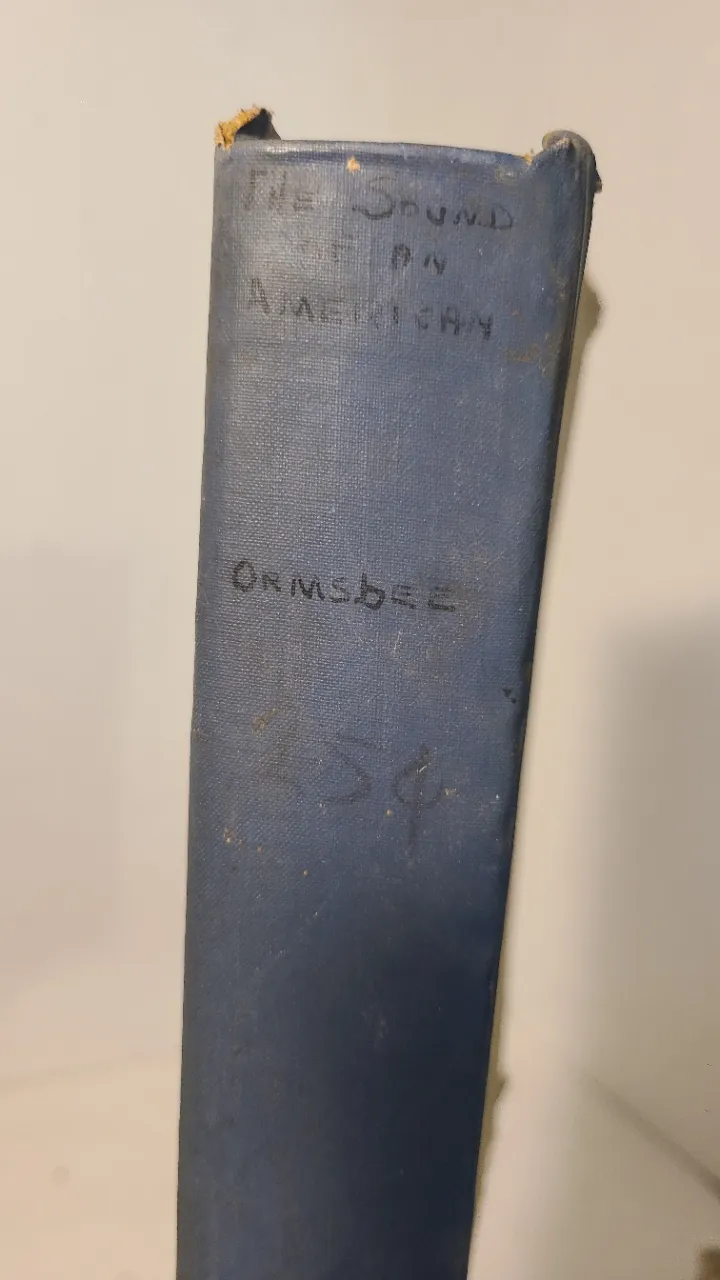 THE SOUND
OF AN
AMERICAN
ORMSbEE
25¢